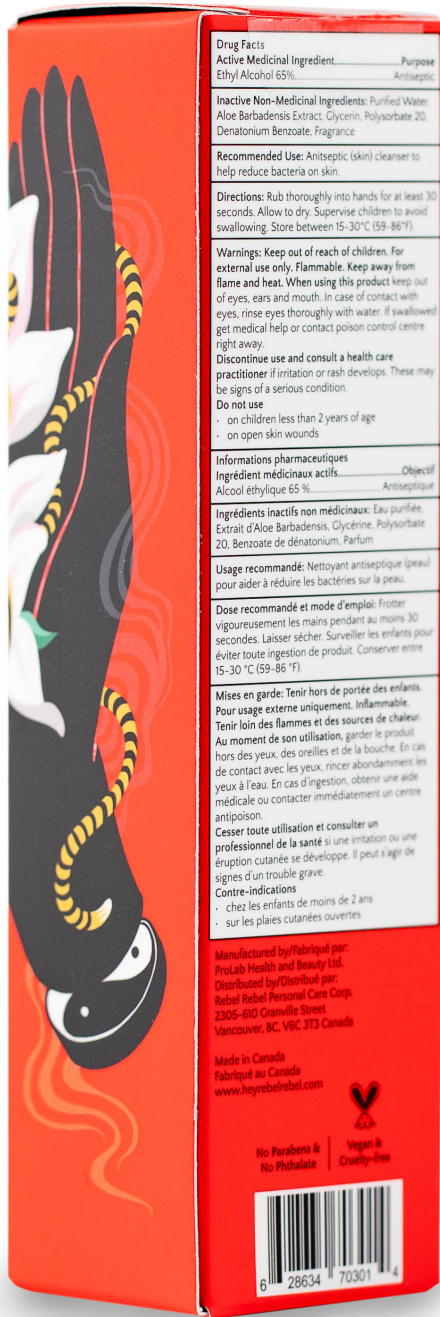 Drug Facts
Active Medicinal Ingredient..................Purpose
Ethyl Alcohol 65%..........................Antiseptic
Inactive Non-Medicinal Ingredients: Purified Water,
Aloe Barbadensis Extract, Glycerin, Polysorbate 20,
Denatonium Benzoate, Fragrance
Recommended Use: Anitseptic (skin) cleanser to
help reduce bacteria on skin.
Directions: Rub thoroughly into hands for at least 30
seconds. Allow to dry. Supervise children to avoid
swallowing. Store between 15-30°C (59-86°F).
Warnings: Keep out of reach of children. For
external use only. Flammable. Keep away from
flame and heat. When using this product keep out
of eyes, ears and mouth. In case of contact with
eyes, rinse eyes thoroughly with water. If swallowed
get medical help or contact poison control centre
right away.
Discontinue use and consult a health care
practitioner if irritation or rash develops. These may
be signs of a serious condition.
Do not use
· on children less than 2 years of age
· on open skin wounds
Informations pharmaceutiques
Ingrédient médicinaux actifs..................Objectif
Alcool éthylique 65 %..................Antiseptique
Ingrédients inactifs non médicinaux: Eau purifiée,
Extrait d'Aloe Barbadensis, Glycérine, Polysorbate
20, Benzoate de dénatonium, Parfum
Usage recommandé: Nettoyant antiseptique (peau)
pour aider à réduire les bactéries sur la peau.
Dose recommandé et mode d'emploi: Frotter
vigoureusement les mains pendant au moins 30
secondes. Laisser sécher. Surveiller les enfants pour
éviter toute ingestion de produit. Conserver entre
15-30 °C (59-86 °F).
Mises en garde: Tenir hors de portée des enfants.
Pour usage externe uniquement. Inflammable.
Tenir loin des flammes et des sources de chaleur.
Au moment de son utilisation, garder le produit
hors des yeux, des oreilles et de la bouche. En cas
de contact avec les yeux, rincer abondamment les
yeux à l'eau. En cas d'ingestion, obtenir une aide
médicale ou contacter immédiatement un centre
antipoison.
Cesser toute utilisation et consulter un
professionnel de la santé si une irritation ou une
éruption cutanée se développe. Il peut s'agir de
signes d'un trouble grave.
Contre-indications
· chez les enfants de moins de 2 ans
· sur les plaies cutanées ouvertes
Manufactured by/Fabriqué par:
ProLab Health and Beauty Ltd.
Distributed by/Distribué par:
Rebel Rebel Personal Care Corp.
2305-610 Granville Street
Vancouver, BC, V6C 3T3 Canada
Made in Canada
Fabriqué au Canada
www.heyrebelrebel.com
No Parabens &
No Phthalate
Vegan &
Cruelty-free
6 28634 70301 4